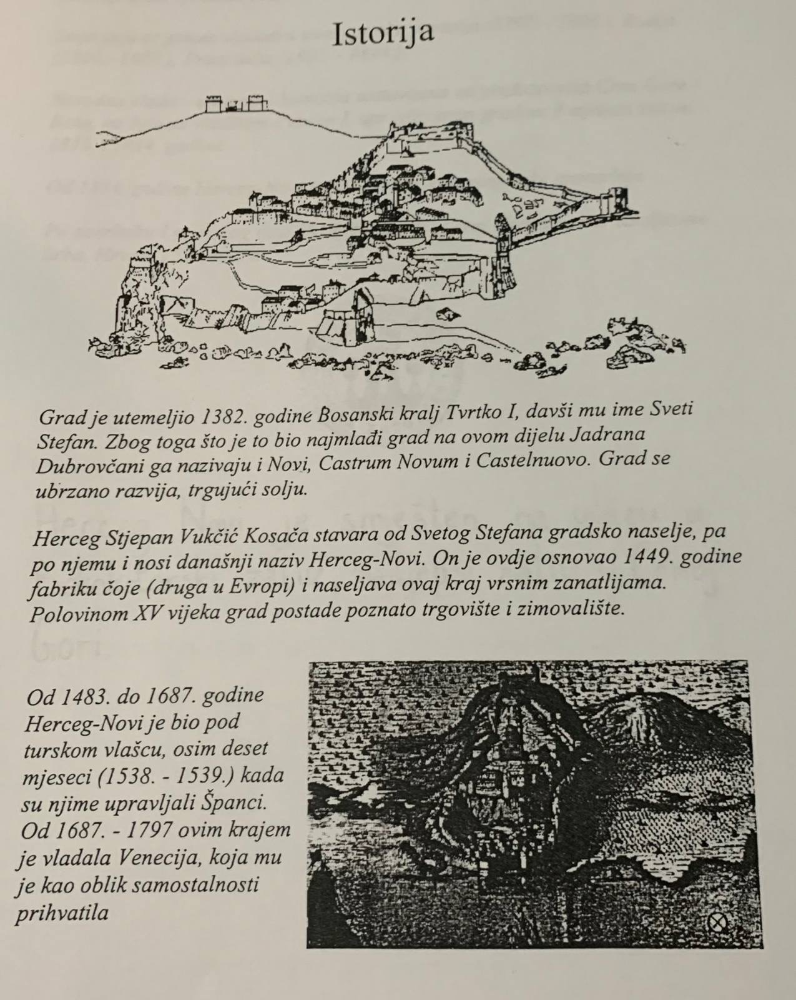 Istorija
Grad je utemeljio 1382. godine Bosanski kralj Tvrtko I, davši mu ime Sveti
Stefan. Zbog toga što je to bio najmlađi grad na ovom dijelu Jadrana
Dubrovčani ga nazivaju i Novi, Castrum Novum i Castelnuovo. Grad se
ubrzano razvija, trgujući solju.
Herceg Stjepan Vukčić Kosača stavara od Svetog Stefana gradsko naselje, pa
po njemu i nosi današnji naziv Herceg-Novi. On je ovdje osnovao 1449. godine
fabriku čoje (druga u Evropi) i naseljava ovaj kraj vrsnim zanatlijama.
Polovinom XV vijeka grad postade poznato trgovište i zimovalište.
Od 1483. do 1687. godine
Herceg-Novi je bio pod
turskom vlašcu, osim deset
mjeseci (1538. - 1539.) kada
su njime upravljali Španci.
Od 1687. - 1797 ovim krajem
je vladala Venecija, koja mu
je kao oblik samostalnosti
prihvatila